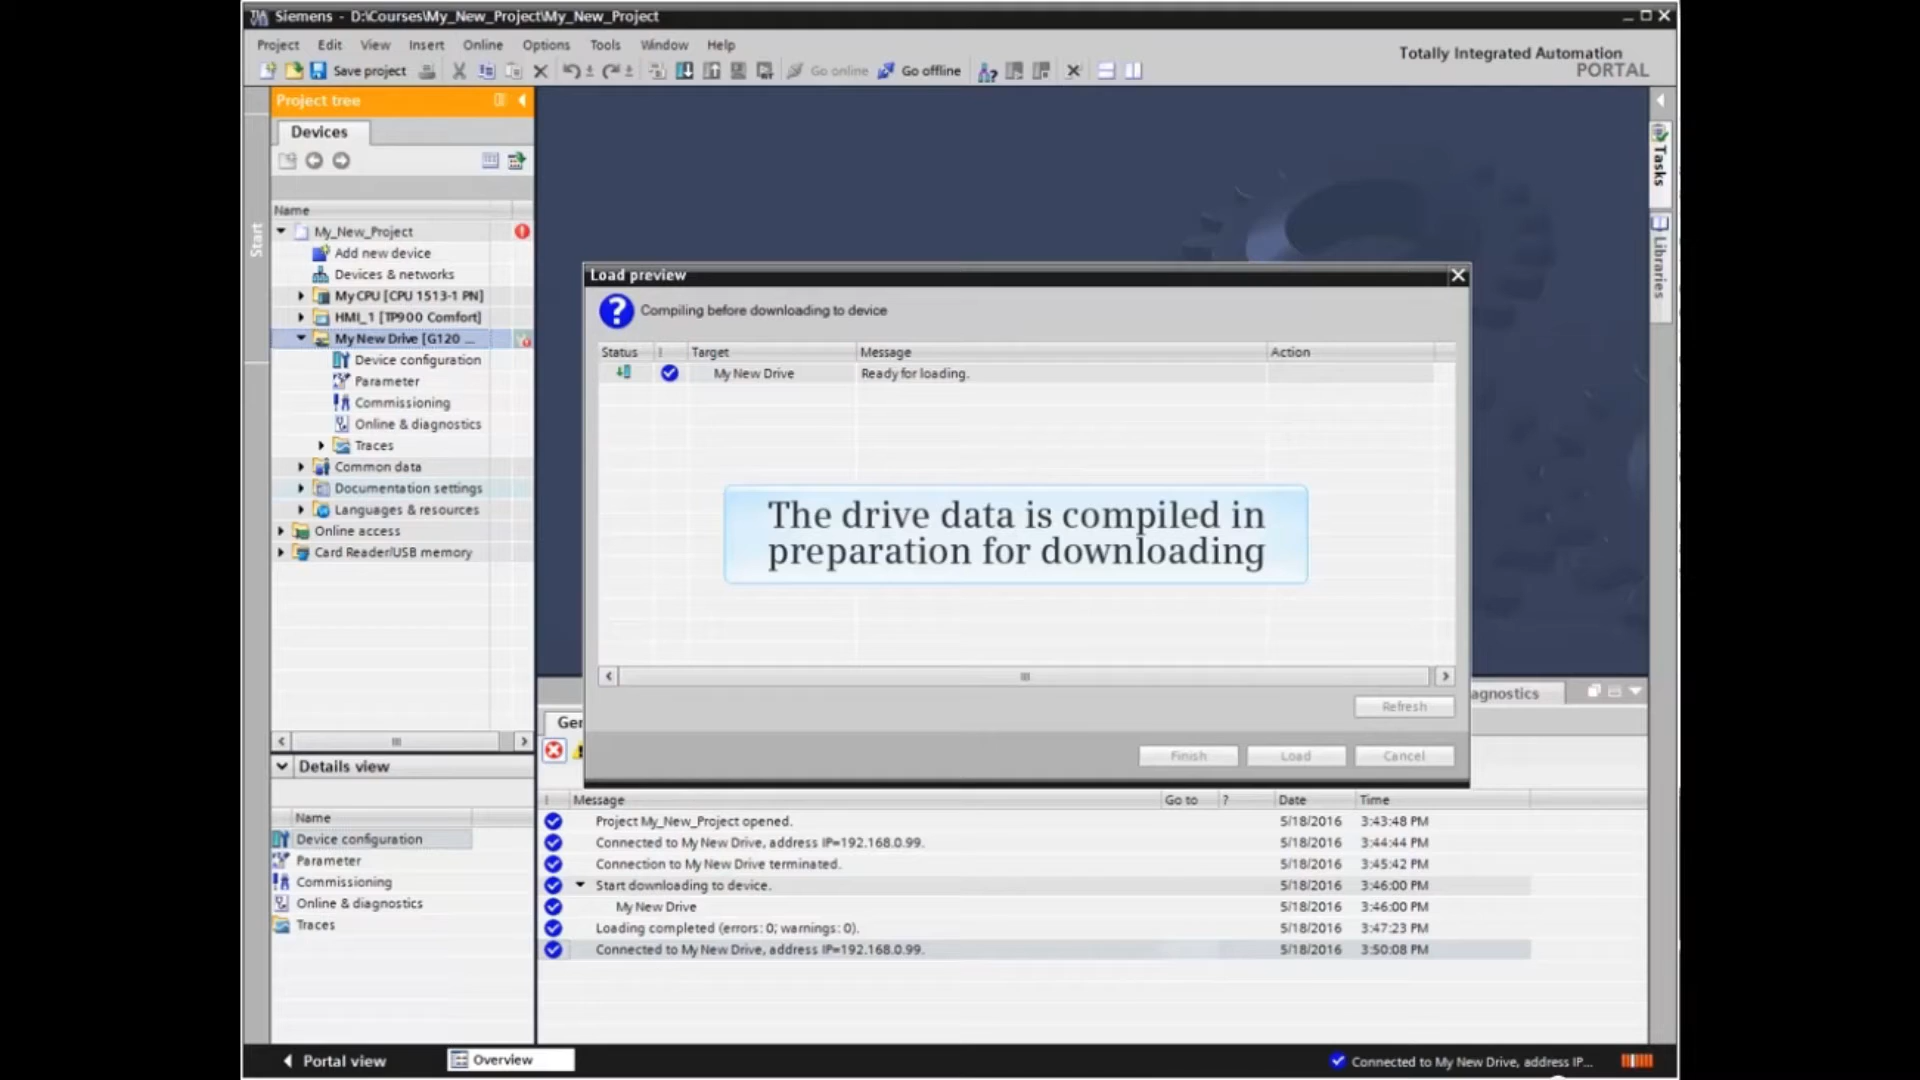 Siemens - D:\Courses\My_New_Project\My_New_Project
Project Edit View Insert Online Options Tools Window Help
Totally Integrated Automation
PORTAL
Save project Go online Go offline
Project tree
Devices
Start
Tasks
Libraries
Name
My_New_Project
Add new device
Devices & networks
My CPU [CPU 1513-1 PN]
HMI_1 [TP900 Comfort]
My New Drive [G120 ...
Device configuration
Parameter
Commissioning
Online & diagnostics
Traces
Common data
Documentation settings
Languages & resources
Online access
Card Reader/USB memory
Load preview
Compiling before downloading to device
Status ! Target Message Action
My New Drive Ready for loading.
The drive data is compiled in
preparation for downloading
Refresh
Finish Load Cancel
agnostics
Gen
Details view
Name
Device configuration
Parameter
Commissioning
Online & diagnostics
Traces
! Message Go to ? Date Time
Project My_New_Project opened. 5/18/2016 3:43:48 PM
Connected to My New Drive, address IP=192.168.0.99. 5/18/2016 3:44:44 PM
Connection to My New Drive terminated. 5/18/2016 3:45:42 PM
Start downloading to device. 5/18/2016 3:46:00 PM
My New Drive 5/18/2016 3:46:00 PM
Loading completed (errors: 0; warnings: 0). 5/18/2016 3:47:23 PM
Connected to My New Drive, address IP=192.168.0.99. 5/18/2016 3:50:08 PM
Portal view Overview Connected to My New Drive, address IP...